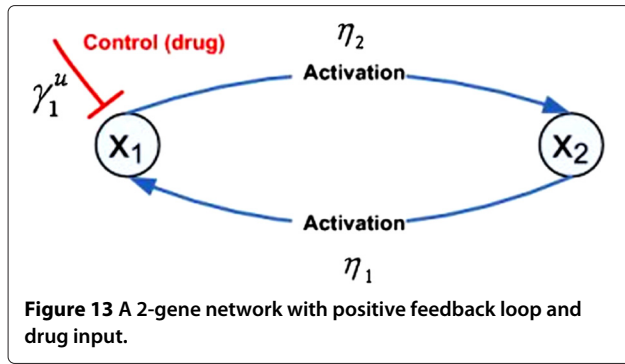 Control (drug)
η₂
Activation
γ₁ᵘ
X₁
X₂
Activation
η₁
Figure 13 A 2-gene network with positive feedback loop and
drug input.